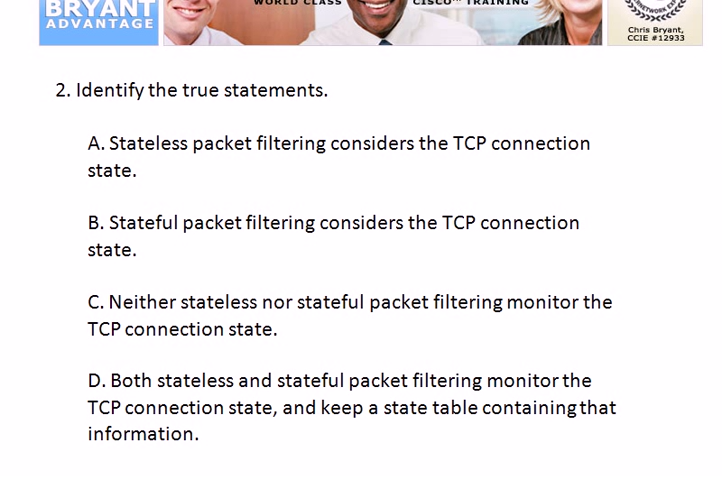 BRYANT
ADVANTAGE
WORLD CLASS
CISCO™ TRAINING
Chris Bryant,
CCIE #12933
2. Identify the true statements.
A. Stateless packet filtering considers the TCP connection
state.
B. Stateful packet filtering considers the TCP connection
state.
C. Neither stateless nor stateful packet filtering monitor the
TCP connection state.
D. Both stateless and stateful packet filtering monitor the
TCP connection state, and keep a state table containing that
information.